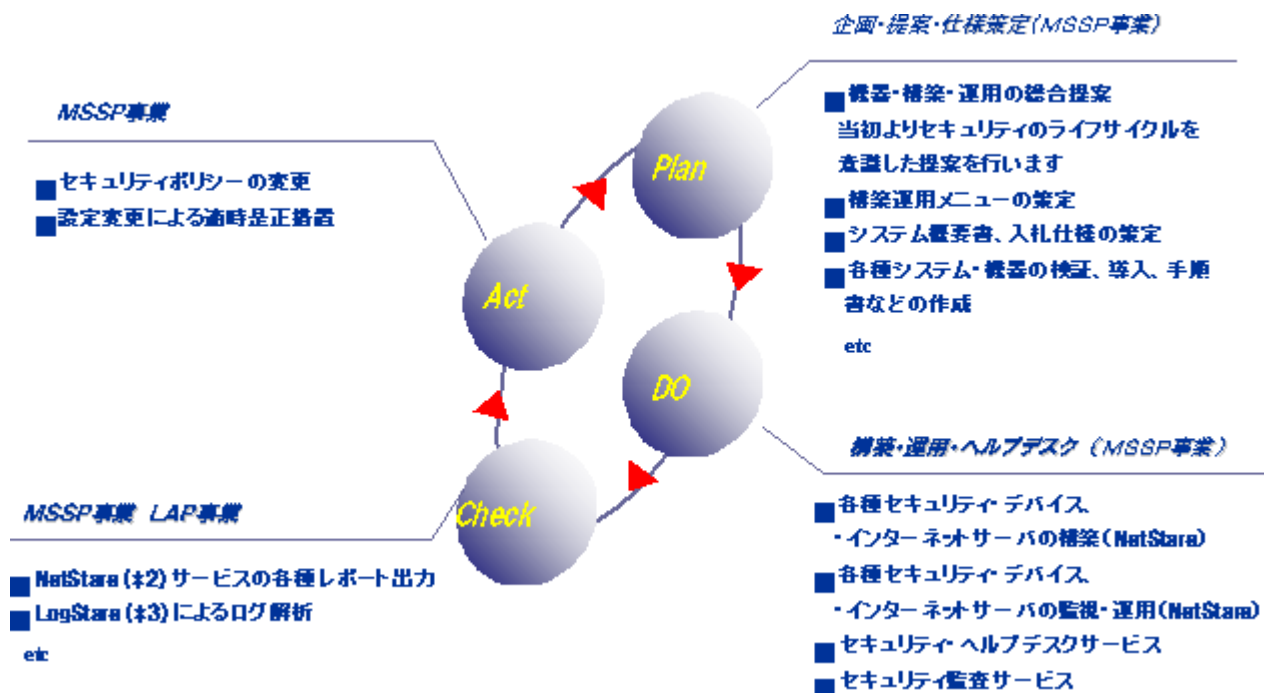 企画・提案・仕様策定(MSSP事業)
■機器・構築・運用の総合提案
当初よりセキュリティのライフサイクルを
意識した提案を行います
■構築運用メニューの策定
■システム概要書、入札仕様の策定
■各種システム・機器の検証、導入、手順
書などの作成
etc
MSSP事業
■セキュリティポリシーの変更
■設定変更による適時是正措置
Plan
Act
DO
Check
構築・運用・ヘルプデスク (MSSP事業)
■各種セキュリティ・デバイス、
・インターネットサーバの構築(NetStare)
■各種セキュリティ・デバイス、
・インターネットサーバの監視・運用(NetStare)
■セキュリティ・ヘルプデスクサービス
■セキュリティ監査サービス
MSSP事業 LAP事業
■NetStare(*2)サービスの各種レポート出力
■LogStare(*3)によるログ解析
etc